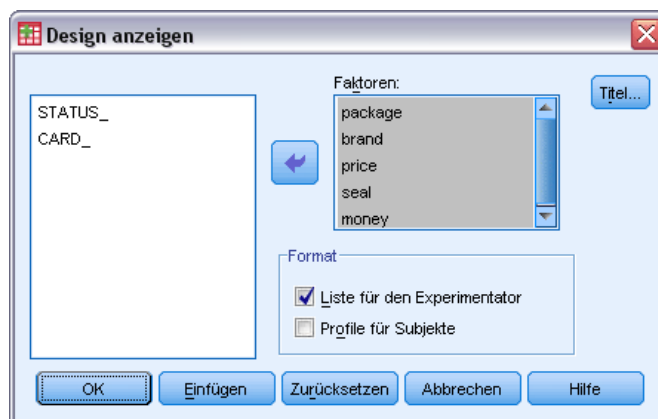 Design anzeigen
STATUS_
CARD_
Faktoren:
package
brand
price
seal
money
Titel...
Format
Liste für den Experimentator
Profile für Subjekte
OK
Einfügen
Zurücksetzen
Abbrechen
Hilfe